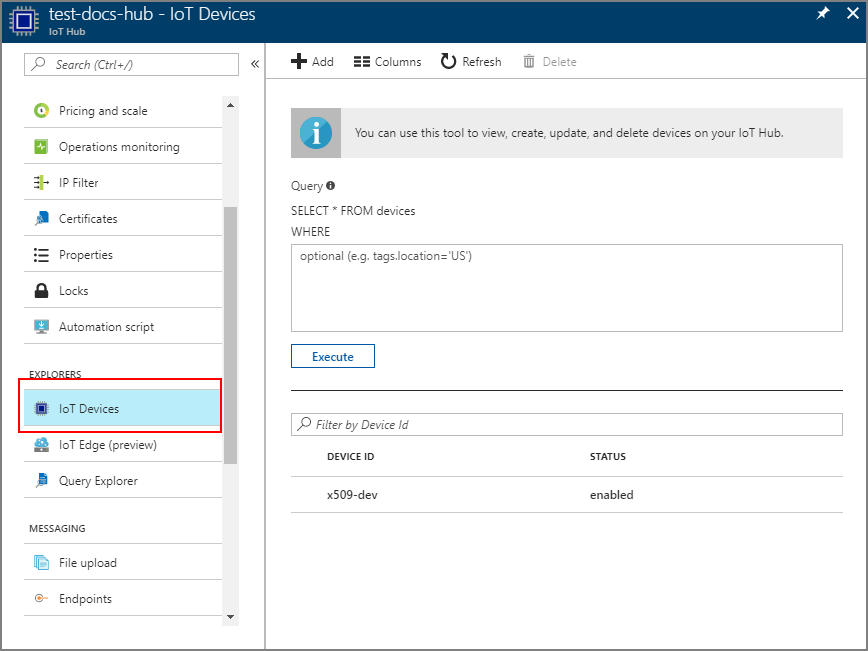 test-docs-hub - IoT Devices
IoT Hub
Search (Ctrl+/)
«
Pricing and scale
Operations monitoring
IP Filter
Certificates
Properties
Locks
Automation script
EXPLORERS
IoT Devices
IoT Edge (preview)
Query Explorer
MESSAGING
File upload
Endpoints
Add Columns Refresh Delete
You can use this tool to view, create, update, and delete devices on your IoT Hub.
Query
SELECT * FROM devices
WHERE
optional (e.g. tags.location='US')
Execute
Filter by Device Id
DEVICE ID STATUS
x509-dev enabled